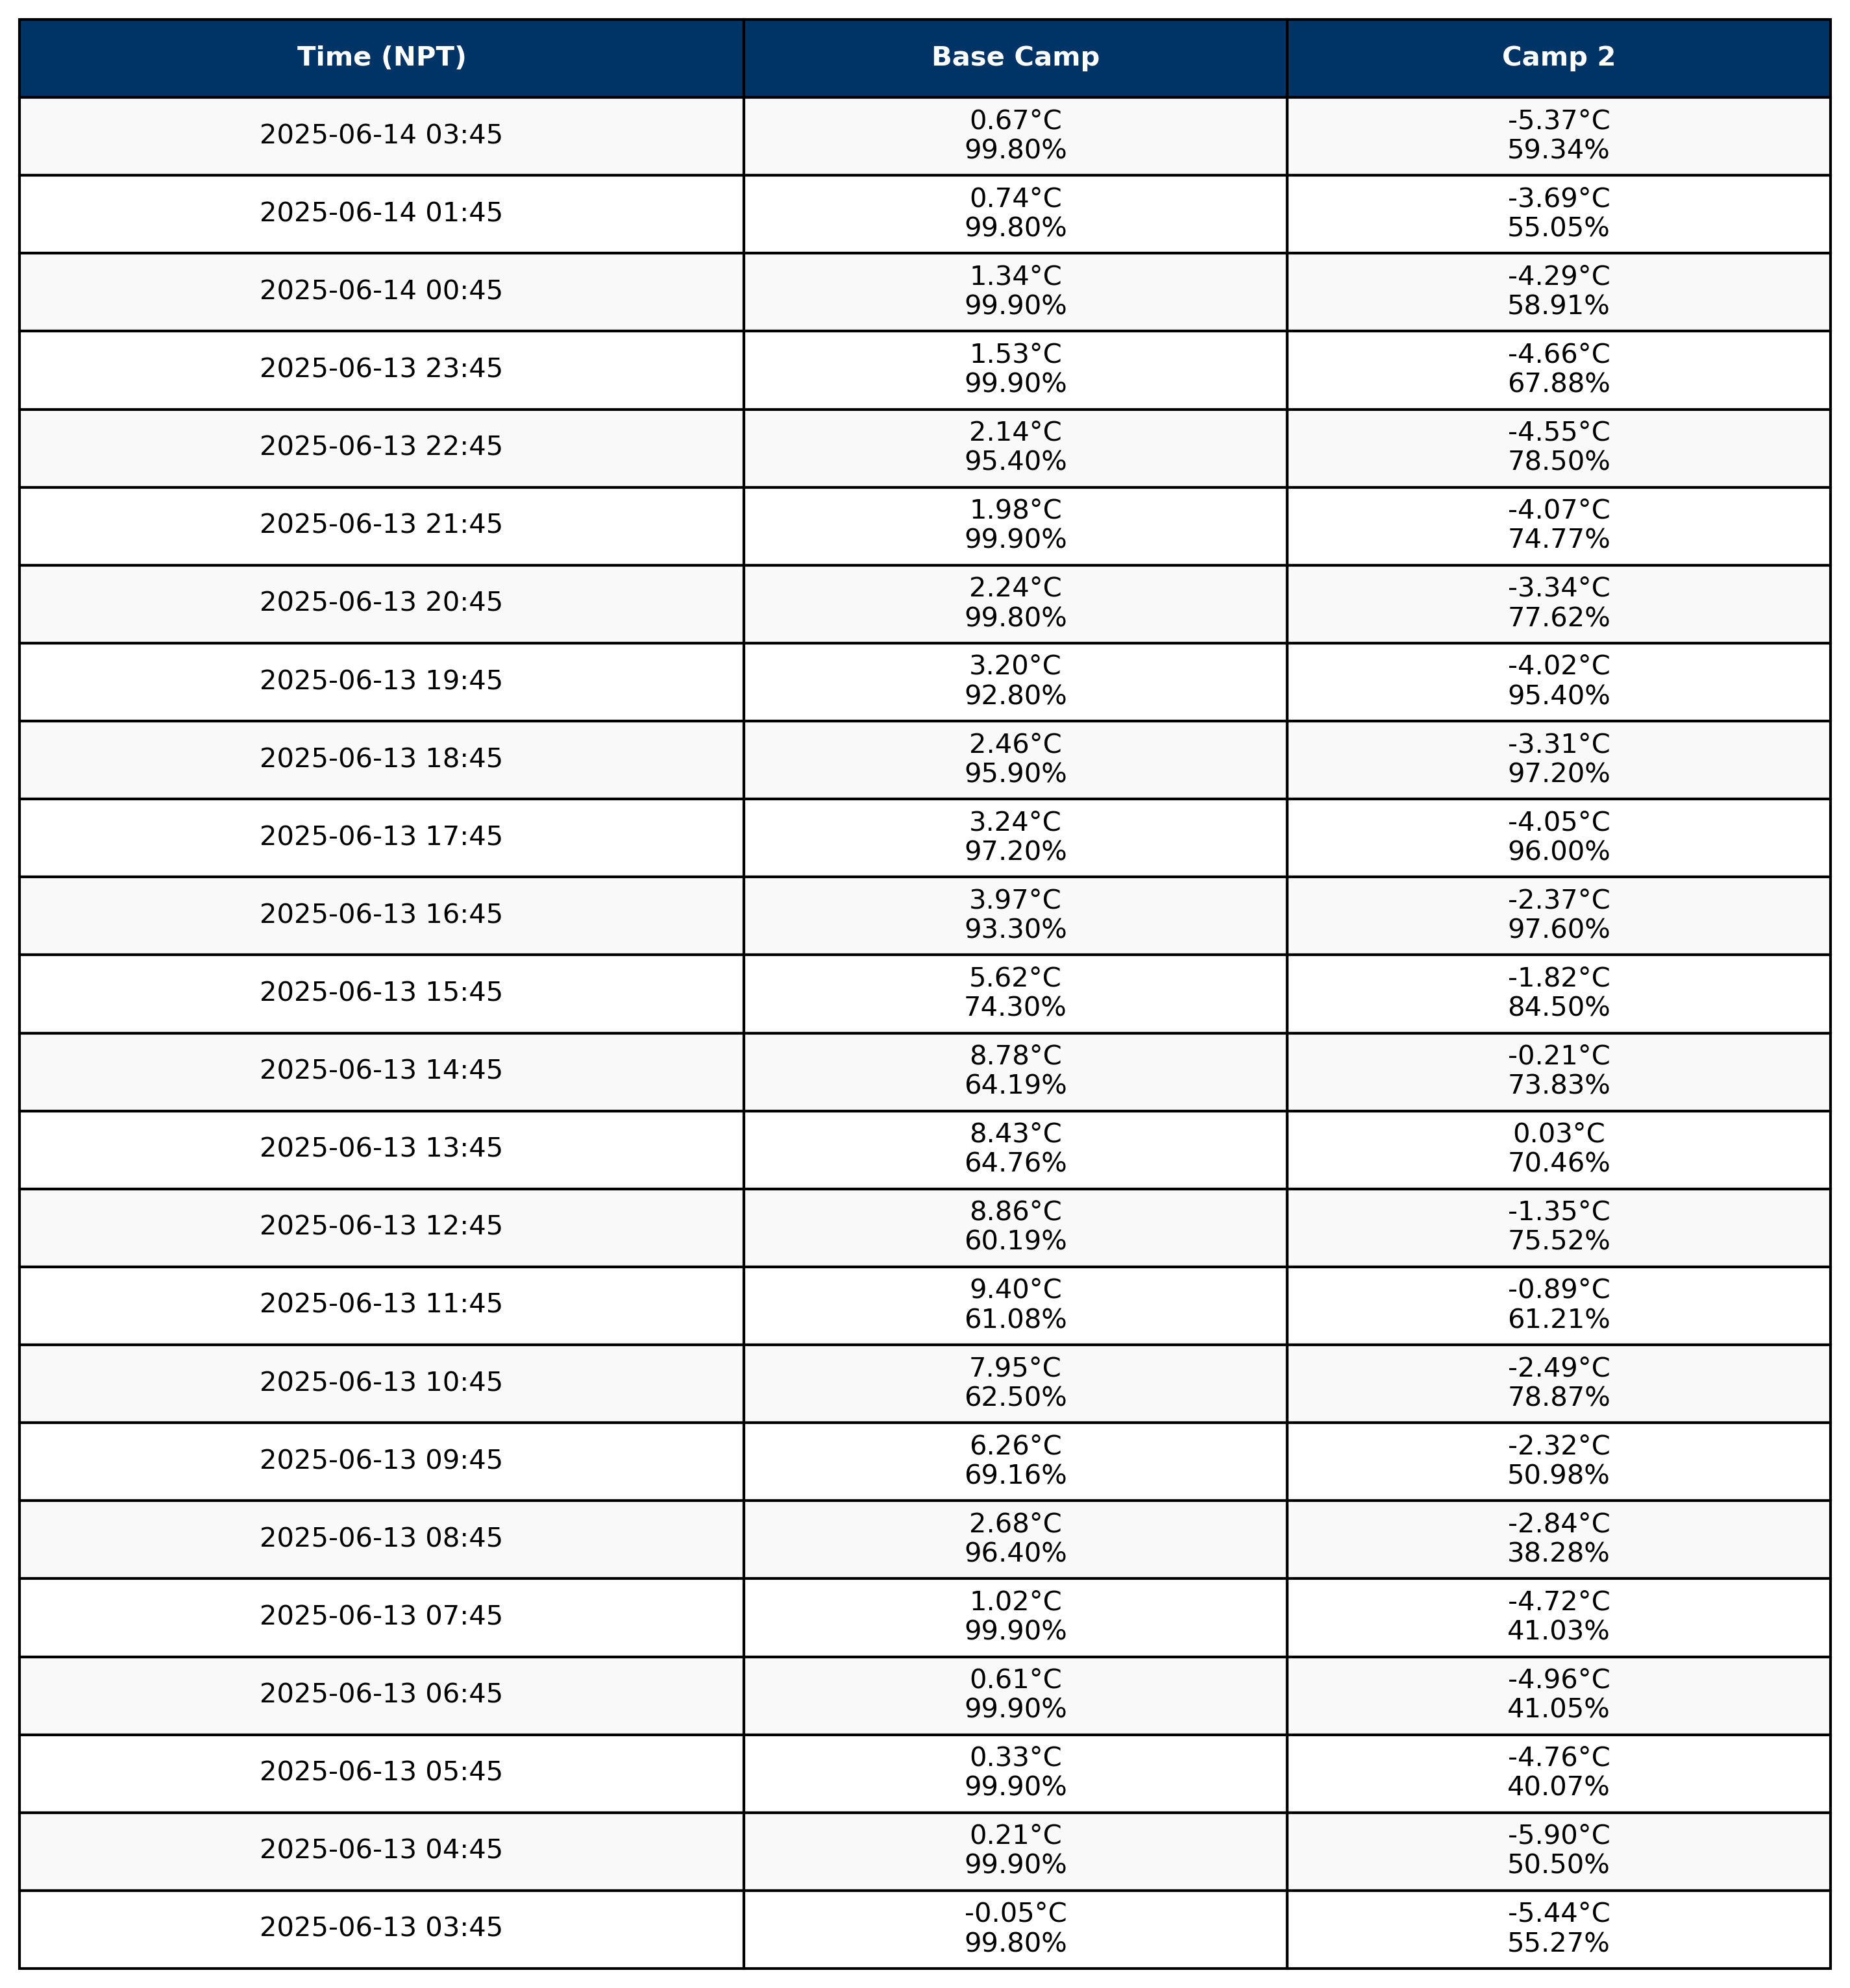 Time (NPT) Base Camp Camp 2
2025-06-14 03:45 0.67°C -5.37°C
99.80% 59.34%
2025-06-14 01:45 0.74°C -3.69°C
99.80% 55.05%
2025-06-14 00:45 1.34°C -4.29°C
99.90% 58.91%
2025-06-13 23:45 1.53°C -4.66°C
99.90% 67.88%
2025-06-13 22:45 2.14°C -4.55°C
95.40% 78.50%
2025-06-13 21:45 1.98°C -4.07°C
99.90% 74.77%
2025-06-13 20:45 2.24°C -3.34°C
99.80% 77.62%
2025-06-13 19:45 3.20°C -4.02°C
92.80% 95.40%
2025-06-13 18:45 2.46°C -3.31°C
95.90% 97.20%
2025-06-13 17:45 3.24°C -4.05°C
97.20% 96.00%
2025-06-13 16:45 3.97°C -2.37°C
93.30% 97.60%
2025-06-13 15:45 5.62°C -1.82°C
74.30% 84.50%
2025-06-13 14:45 8.78°C -0.21°C
64.19% 73.83%
2025-06-13 13:45 8.43°C 0.03°C
64.76% 70.46%
2025-06-13 12:45 8.86°C -1.35°C
60.19% 75.52%
2025-06-13 11:45 9.40°C -0.89°C
61.08% 61.21%
2025-06-13 10:45 7.95°C -2.49°C
62.50% 78.87%
2025-06-13 09:45 6.26°C -2.32°C
69.16% 50.98%
2025-06-13 08:45 2.68°C -2.84°C
96.40% 38.28%
2025-06-13 07:45 1.02°C -4.72°C
99.90% 41.03%
2025-06-13 06:45 0.61°C -4.96°C
99.90% 41.05%
2025-06-13 05:45 0.33°C -4.76°C
99.90% 40.07%
2025-06-13 04:45 0.21°C -5.90°C
99.90% 50.50%
2025-06-13 03:45 -0.05°C -5.44°C
99.80% 55.27%